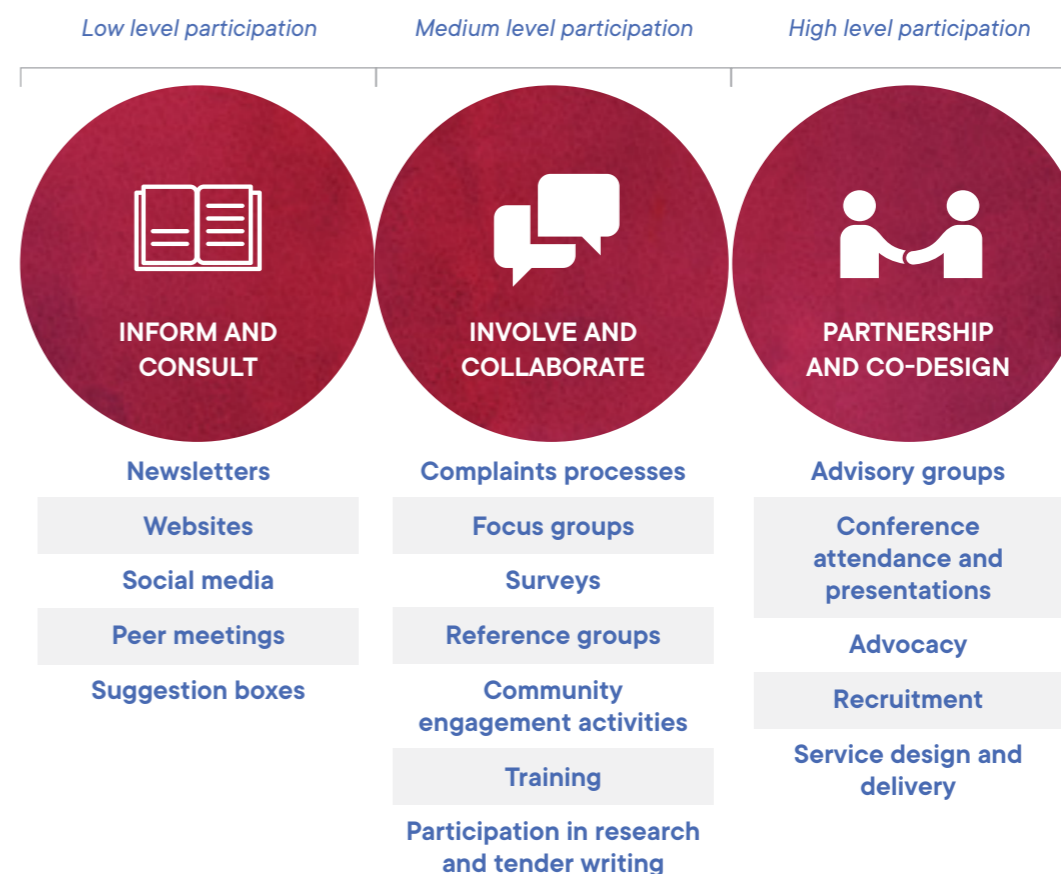 Low level participation
Medium level participation
High level participation
INFORM AND
CONSULT
INVOLVE AND
COLLABORATE
PARTNERSHIP
AND CO-DESIGN
Newsletters
Websites
Social media
Peer meetings
Suggestion boxes
Complaints processes
Focus groups
Surveys
Reference groups
Community
engagement activities
Training
Participation in research
and tender writing
Advisory groups
Conference
attendance and
presentations
Advocacy
Recruitment
Service design and
delivery